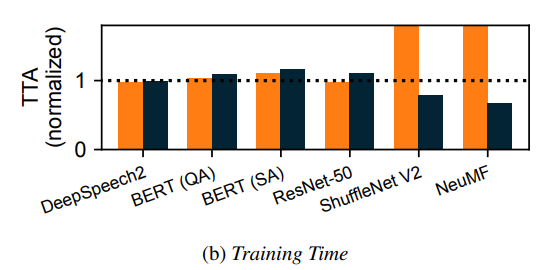 TTA
(normalized)
1
0
DeepSpeech2
BERT (QA)
BERT (SA)
ResNet-50
ShuffleNet V2
NeuMF
(b) Training Time